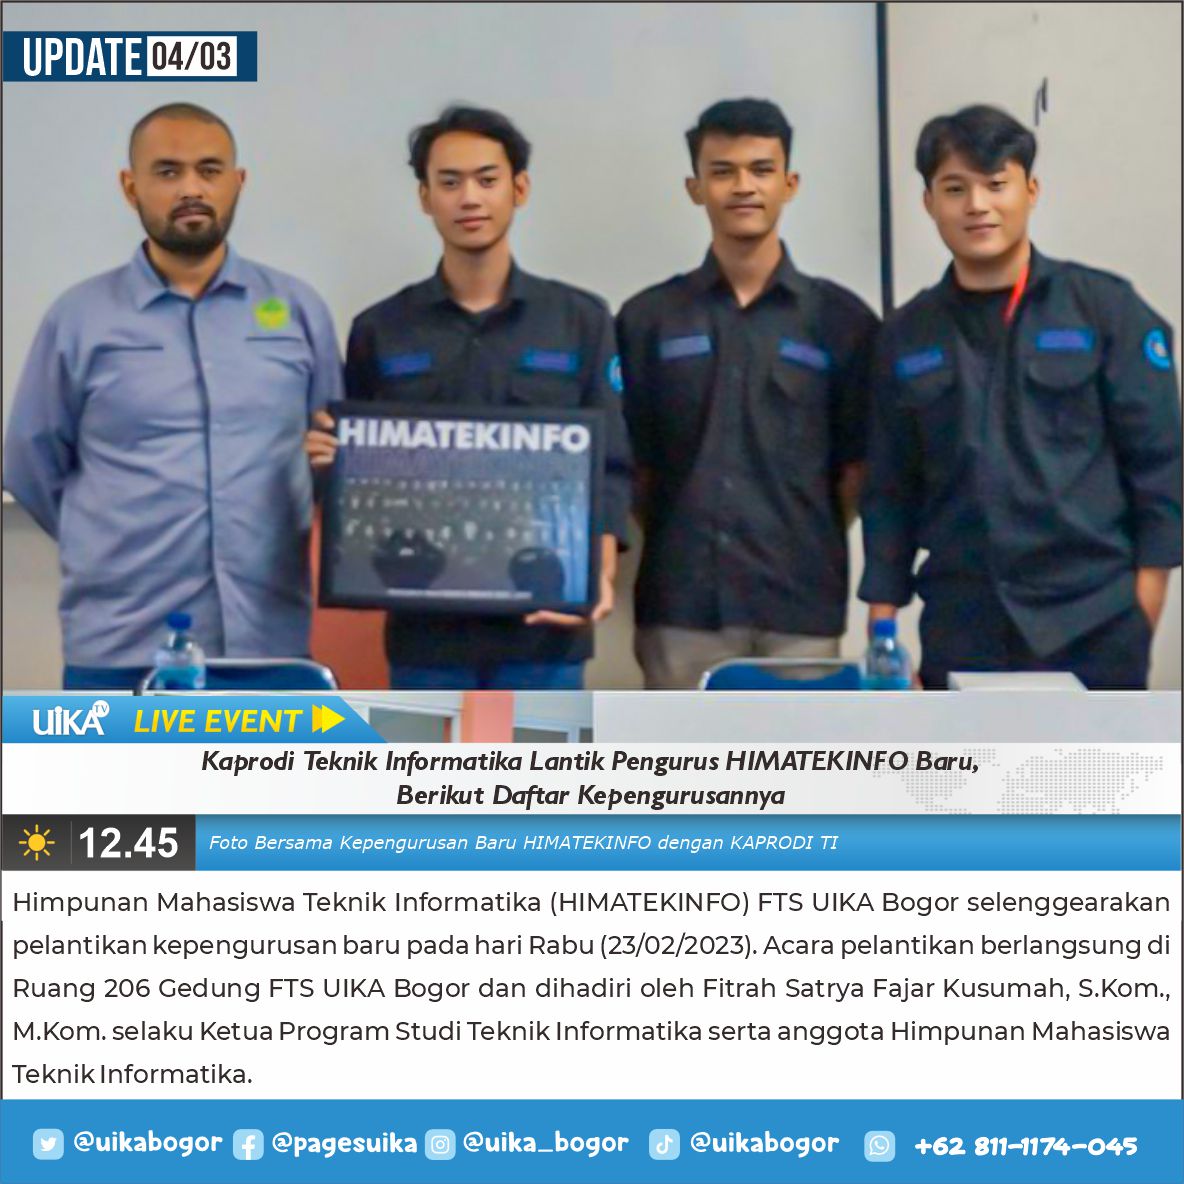 UPDATE 04/03
HIMATEKINFO
UIKA TV LIVE EVENT
Kaprodi Teknik Informatika Lantik Pengurus HIMATEKINFO Baru,
Berikut Daftar Kepengurusannya
12.45 Foto Bersama Kepengurusan Baru HIMATEKINFO dengan KAPRODI TI
Himpunan Mahasiswa Teknik Informatika (HIMATEKINFO) FTS UIKA Bogor selenggearakan
pelantikan kepengurusan baru pada hari Rabu (23/02/2023). Acara pelantikan berlangsung di
Ruang 206 Gedung FTS UIKA Bogor dan dihadiri oleh Fitrah Satrya Fajar Kusumah, S.Kom.,
M.Kom. selaku Ketua Program Studi Teknik Informatika serta anggota Himpunan Mahasiswa
Teknik Informatika.
@uikabogor @pagesuika @uika_bogor @uikabogor +62 811-1174-045